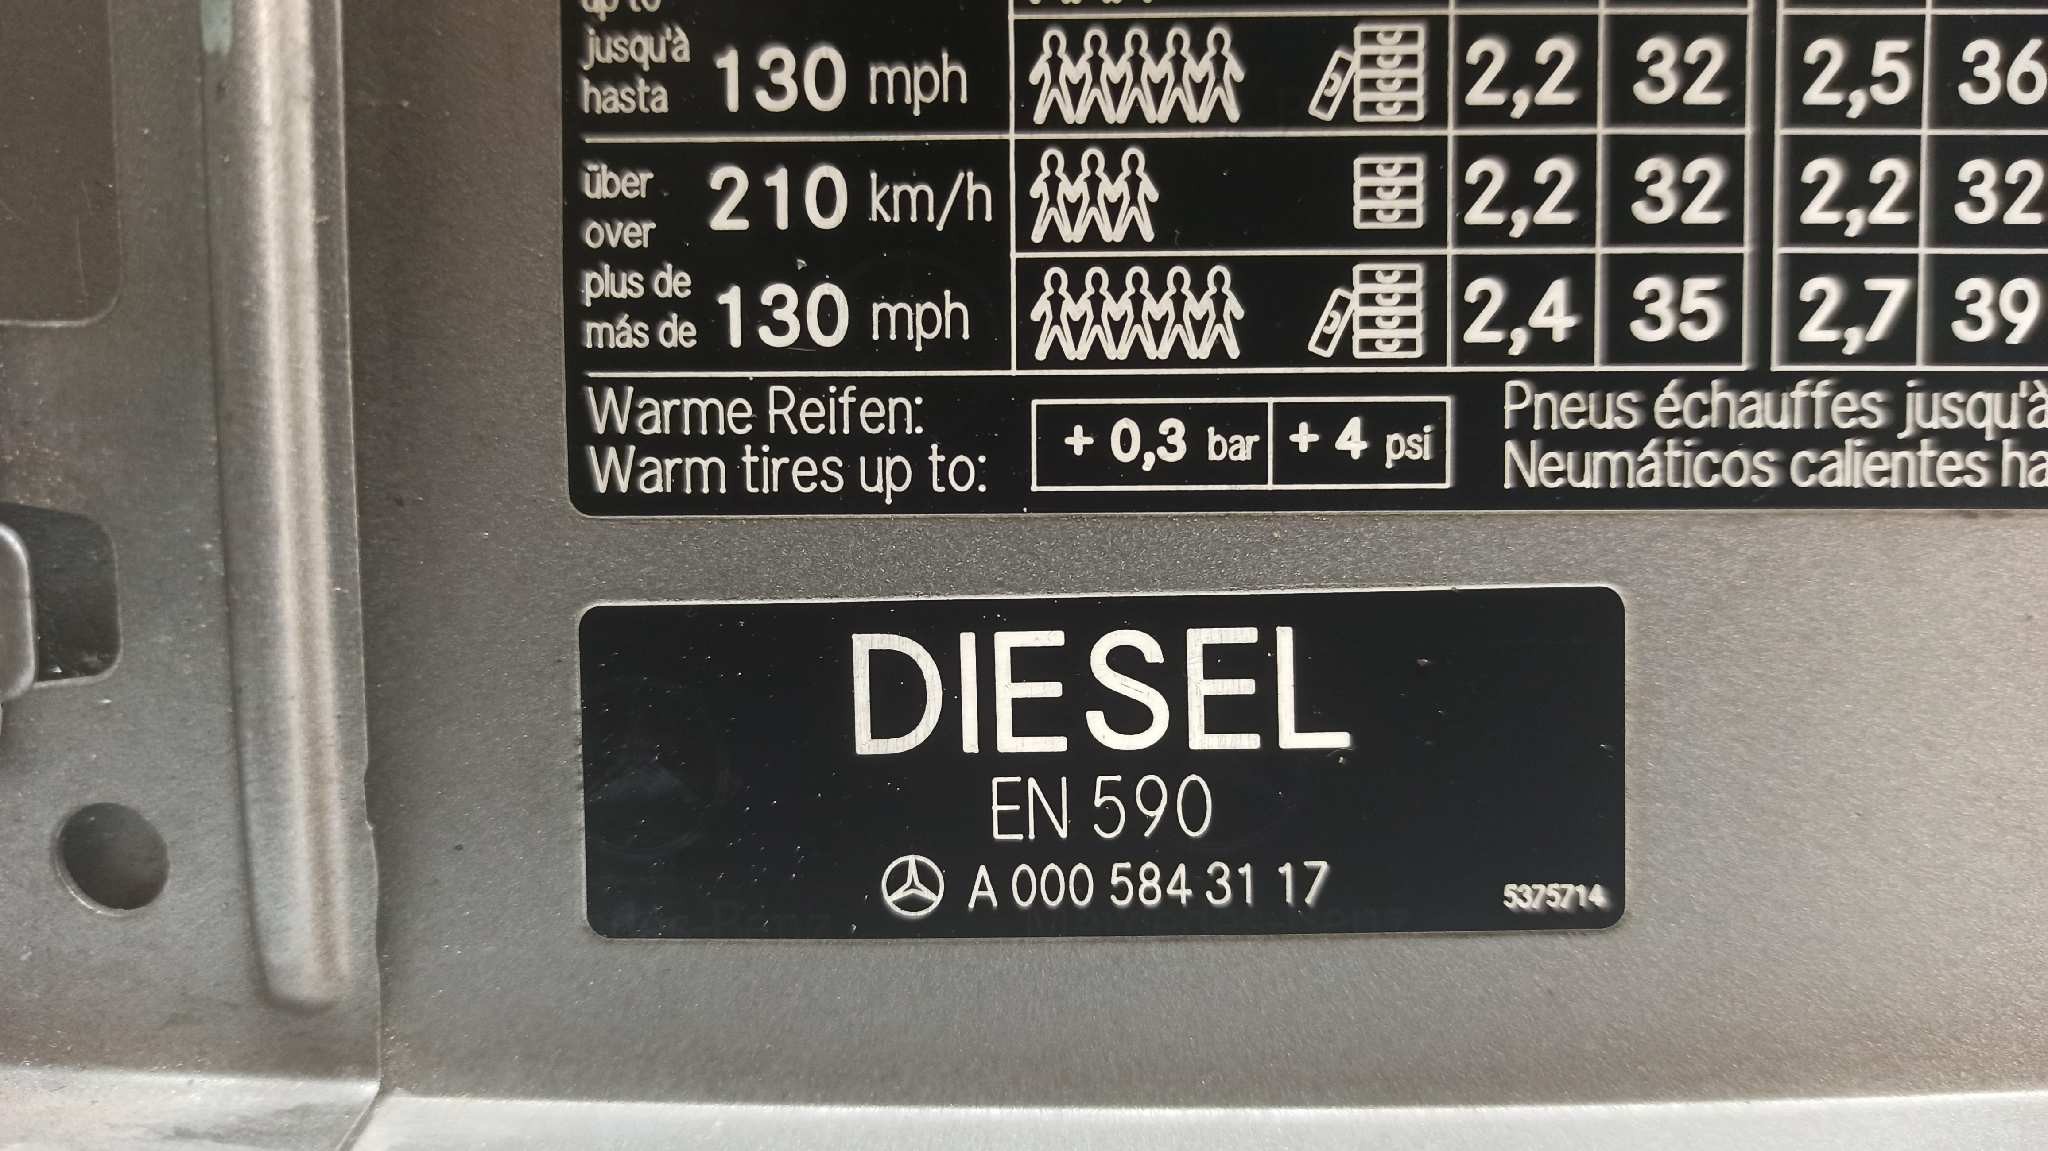 up to
jusqu'à
hasta
130 mph
2,2 32 2,5 36
über
over
210 km/h
2,2 32 2,2 32
plus de
más de
130 mph
2,4 35 2,7 39
Warme Reifen:
Warm tires up to:
+ 0,3 bar + 4 psi
Pneus échauffes jusqu'à
Neumáticos calientes ha
DIESEL
EN 590
A 000 584 31 17
5375714